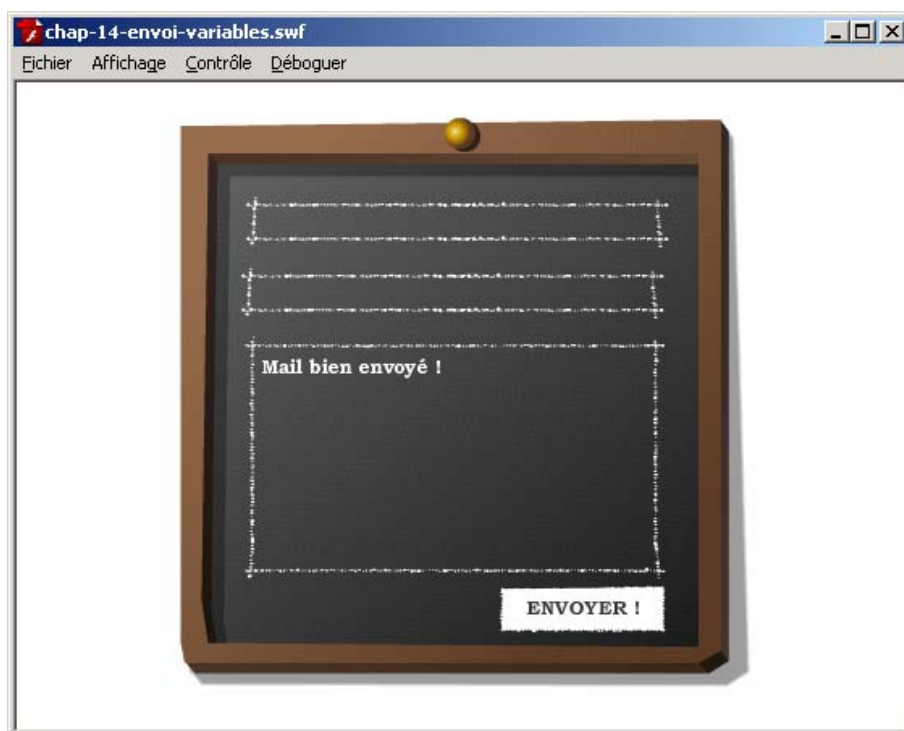 chap-14-envoi-variables.swf
Fichier Affichage Contrôle Déboguer
Mail bien envoyé !
ENVOYER !